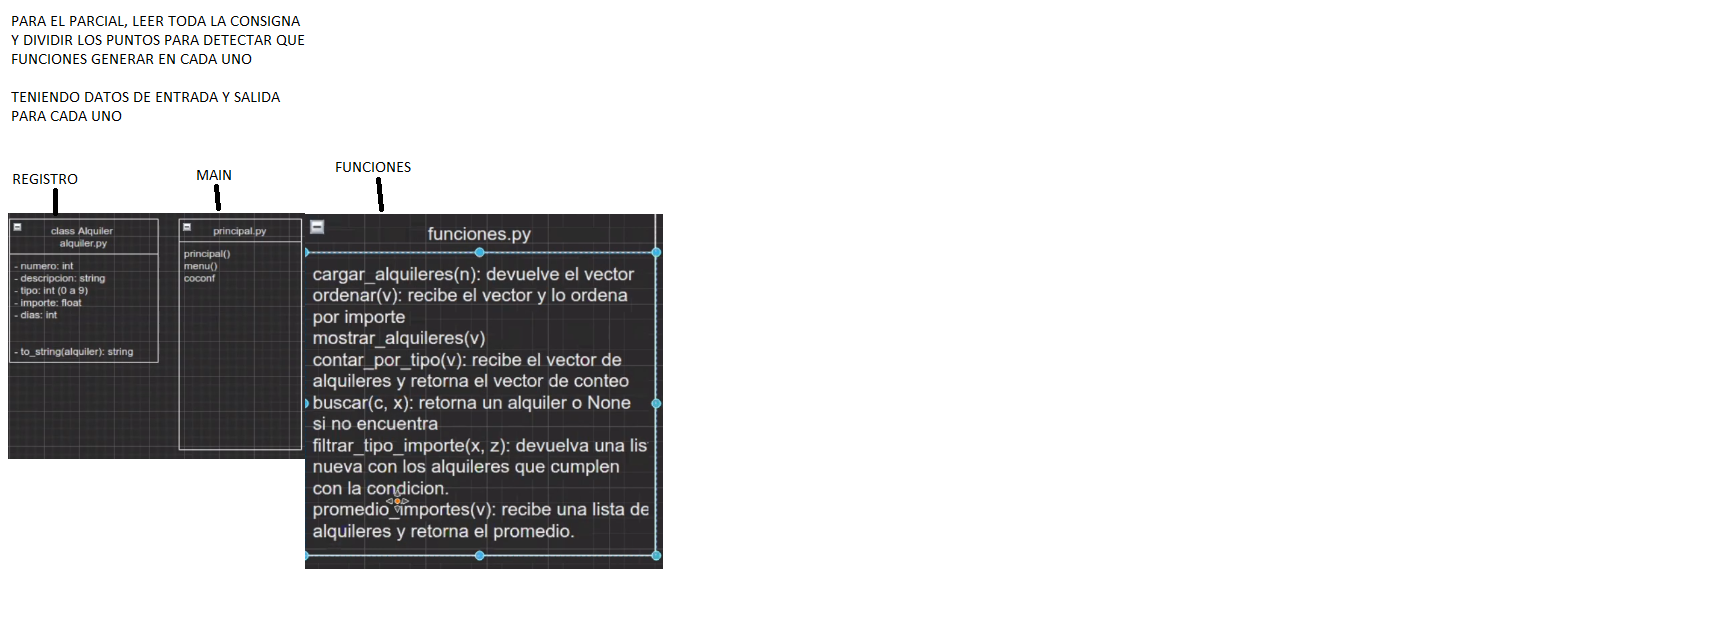 PARA EL PARCIAL, LEER TODA LA CONSIGNA
Y DIVIDIR LOS PUNTOS PARA DETECTAR QUE
FUNCIONES GENERAR EN CADA UNO
TENIENDO DATOS DE ENTRADA Y SALIDA
PARA CADA UNO
REGISTRO
MAIN
FUNCIONES
class Alquiler
alquiler.py
- numero: int
- descripcion: string
- tipo: int (0 a 9)
- importe: float
- dias: int
- to_string(alquiler): string
principal.py
principal()
menu()
coconf
funciones.py
cargar_alquileres(n): devuelve el vector
ordenar(v): recibe el vector y lo ordena
por importe
mostrar_alquileres(v)
contar_por_tipo(v): recibe el vector de
alquileres y retorna el vector de conteo
buscar(c, x): retorna un alquiler o None
si no encuentra
filtrar_tipo_importe(x, z): devuelva una lis
nueva con los alquileres que cumplen
con la condicion.
promedio_importes(v): recibe una lista de
alquileres y retorna el promedio.